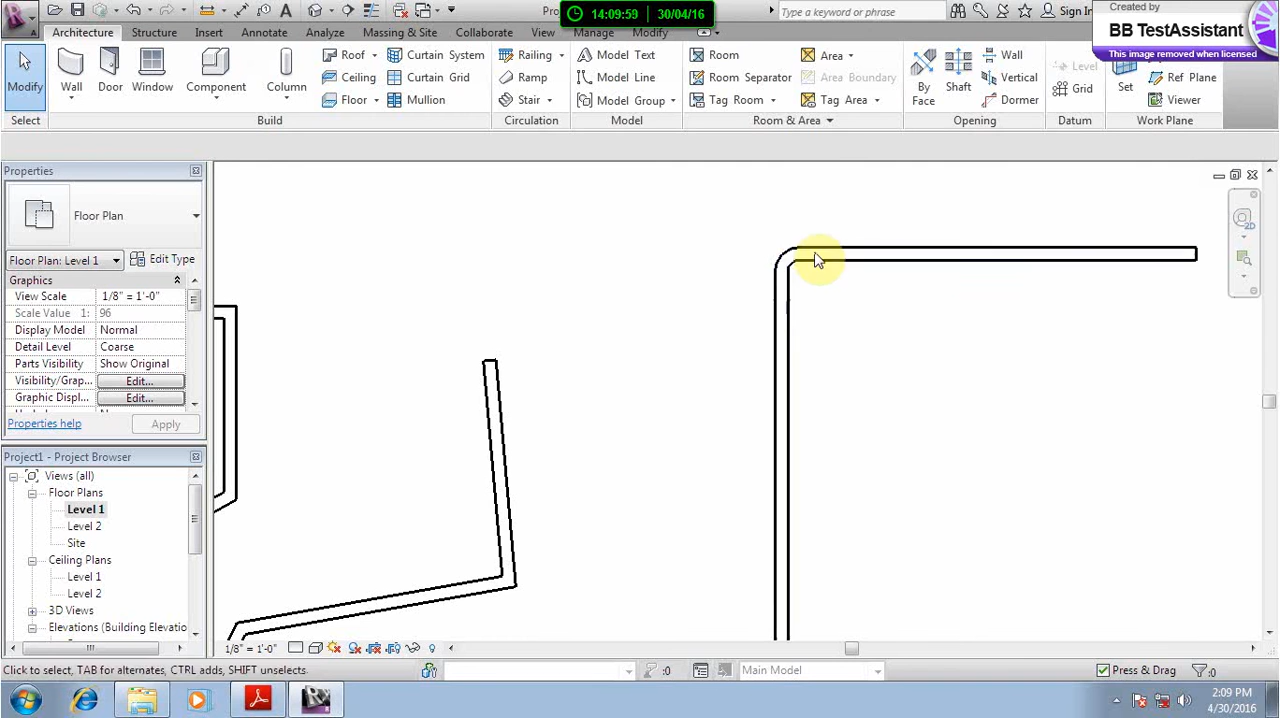 14:09:59 30/04/16
Type a keyword or phrase
Sign In
Created by
BB TestAssistant
This image removed when licensed
Architecture Structure Insert Annotate Analyze Massing & Site Collaborate View Manage Modify
Modify
Select
Wall Door Window Component Column
Roof
Ceiling
Floor
Curtain System
Curtain Grid
Mullion
Build
Railing
Ramp
Stair
Circulation
Model Text
Model Line
Model Group
Model
Room
Room Separator
Tag Room
Area
Area Boundary
Tag Area
Room & Area
By Face
Shaft
Wall
Vertical
Dormer
Opening
Level
Grid
Datum
Set
Ref Plane
Viewer
Work Plane
Properties
Floor Plan
Floor Plan: Level 1 Edit Type
Graphics
View Scale 1/8" = 1'-0"
Scale Value 1: 96
Display Model Normal
Detail Level Coarse
Parts Visibility Show Original
Visibility/Grap... Edit...
Graphic Displ... Edit...
Properties help Apply
Project1 - Project Browser
Views (all)
Floor Plans
Level 1
Level 2
Site
Ceiling Plans
Level 1
Level 2
3D Views
Elevations (Building Elevatio
2D
1/8" = 1'-0"
Click to select, TAB for alternates, CTRL adds, SHIFT unselects.
:0
Main Model
Press & Drag
:0
2:09 PM
4/30/2016